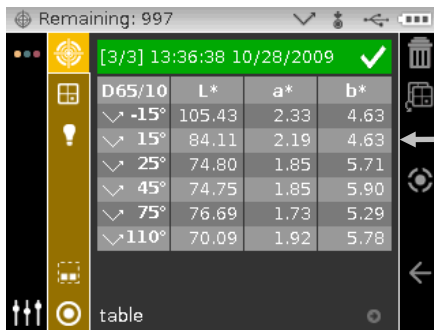 Remaining: 997
[3/3] 13:36:38 10/28/2009
D65/10 L* a* b*
-15° 105.43 2.33 4.63
15° 84.11 2.19 4.63
25° 74.80 1.85 5.71
45° 74.75 1.85 5.90
75° 76.69 1.73 5.29
110° 70.09 1.92 5.78
table